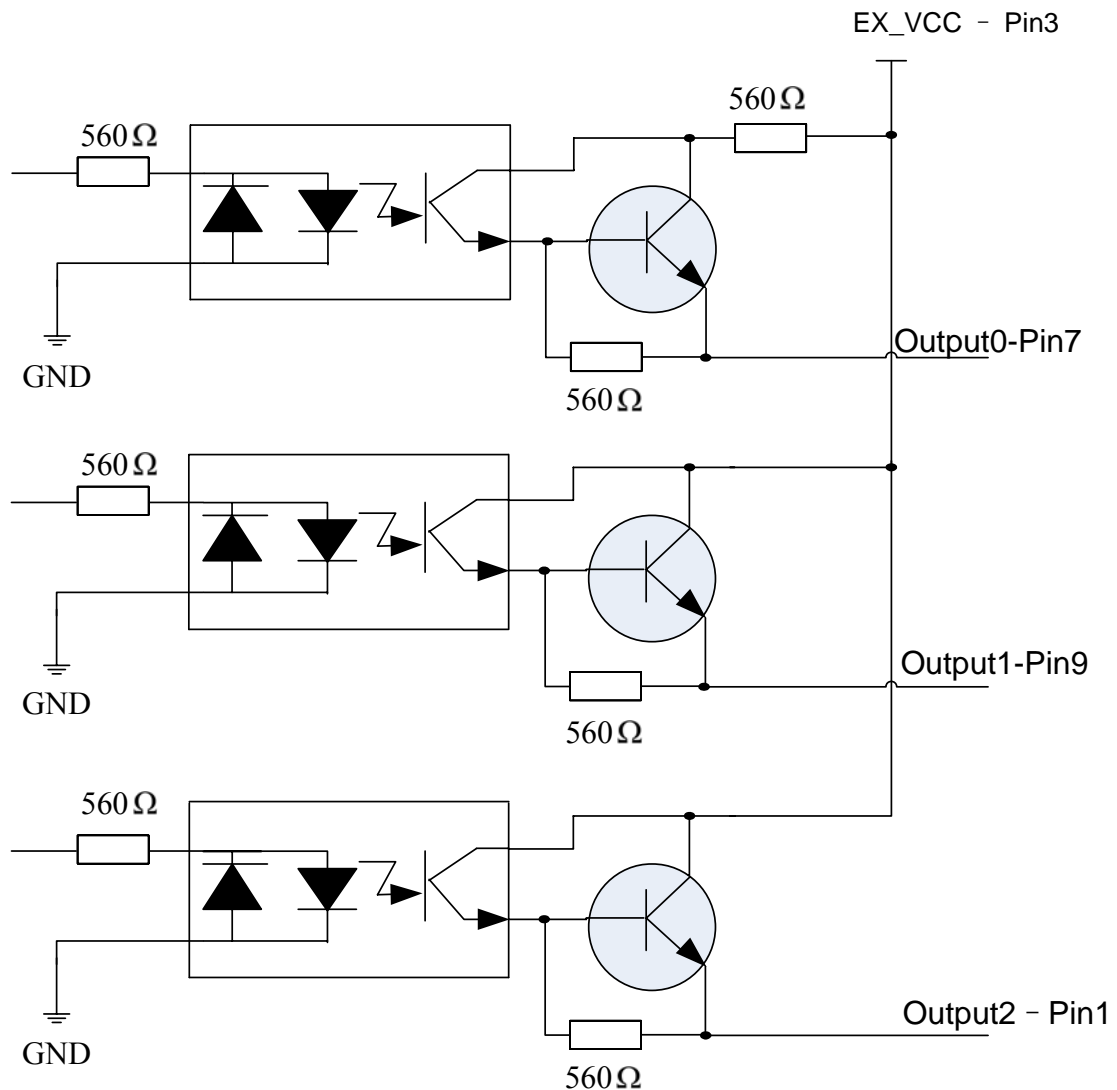 EX_VCC – Pin3
560Ω
560Ω
Output0-Pin7
GND
560Ω
560Ω
Output1-Pin9
GND
560Ω
560Ω
Output2 – Pin1
GND
560Ω